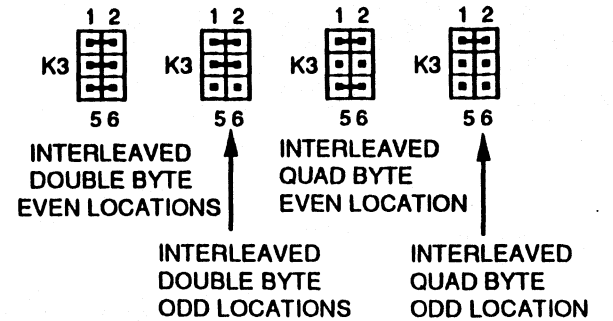 1 2 1 2 1 2 1 2
K3 K3 K3 K3
5 6 5 6 5 6 5 6
INTERLEAVED
DOUBLE BYTE
EVEN LOCATIONS
INTERLEAVED
QUAD BYTE
EVEN LOCATION
INTERLEAVED
DOUBLE BYTE
ODD LOCATIONS
INTERLEAVED
QUAD BYTE
ODD LOCATION